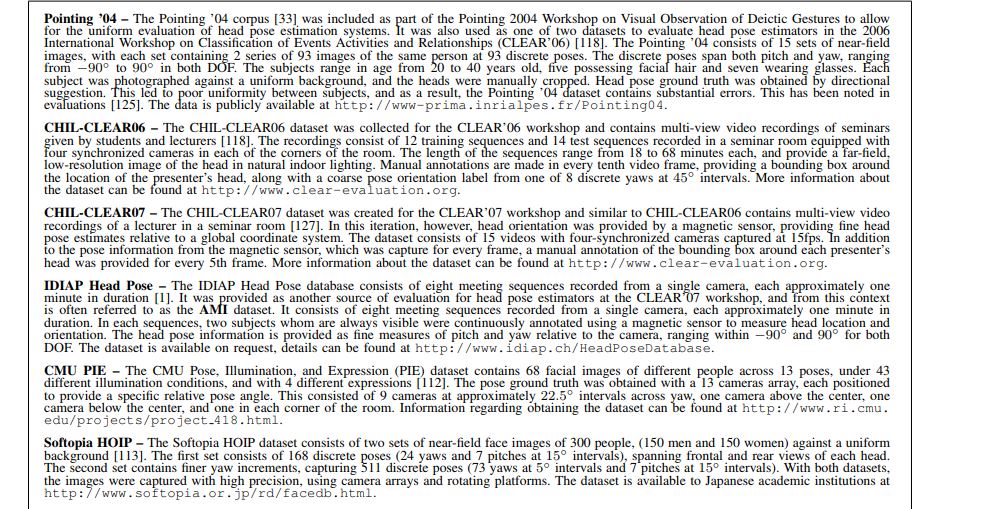 Pointing '04 – The Pointing '04 corpus [33] was included as part of the Pointing 2004 Workshop on Visual Observation of Deictic Gestures to allow
for the uniform evaluation of head pose estimation systems. It was also used as one of two datasets to evaluate head pose estimators in the 2006
International Workshop on Classification of Events Activities and Relationships (CLEAR'06) [118]. The Pointing '04 consists of 15 sets of near-field
images, with each set containing 2 series of 93 images of the same person at 93 discrete poses. The discrete poses span both pitch and yaw, ranging
from −90° to 90° in both DOF. The subjects range in age from 20 to 40 years old, five possessing facial hair and seven wearing glasses. Each
subject was photographed against a uniform background, and the heads were manually cropped. Head pose ground truth was obtained by directional
suggestion. This led to poor uniformity between subjects, and as a result, the Pointing '04 dataset contains substantial errors. This has been noted in
evaluations [125]. The data is publicly available at http://www-prima.inrialpes.fr/Pointing04.
CHIL-CLEAR06 – The CHIL-CLEAR06 dataset was collected for the CLEAR'06 workshop and contains multi-view video recordings of seminars
given by students and lecturers [118]. The recordings consist of 12 training sequences and 14 test sequences recorded in a seminar room equipped with
four synchronized cameras in each of the corners of the room. The length of the sequences range from 18 to 68 minutes each, and provide a far-field,
low-resolution image of the head in natural indoor lighting. Manual annotations are made in every tenth video frame, providing a bounding box around
the location of the presenter's head, along with a coarse pose orientation label from one of 8 discrete yaws at 45° intervals. More information about
the dataset can be found at http://www.clear-evaluation.org.
CHIL-CLEAR07 – The CHIL-CLEAR07 dataset was created for the CLEAR'07 workshop and similar to CHIL-CLEAR06 contains multi-view video
recordings of a lecturer in a seminar room [127]. In this iteration, however, head orientation was provided by a magnetic sensor, providing fine head
pose estimates relative to a global coordinate system. The dataset consists of 15 videos with four-synchronized cameras captured at 15fps. In addition
to the pose information from the magnetic sensor, which was capture for every frame, a manual annotation of the bounding box around each presenter's
head was provided for every 5th frame. More information about the dataset can be found at http://www.clear-evaluation.org.
IDIAP Head Pose – The IDIAP Head Pose database consists of eight meeting sequences recorded from a single camera, each approximately one
minute in duration [1]. It was provided as another source of evaluation for head pose estimators at the CLEAR'07 workshop, and from this context
is often referred to as the AMI dataset. It consists of eight meeting sequences recorded from a single camera, each approximately one minute in
duration. In each sequences, two subjects whom are always visible were continuously annotated using a magnetic sensor to measure head location and
orientation. The head pose information is provided as fine measures of pitch and yaw relative to the camera, ranging within −90° and 90° for both
DOF. The dataset is available on request, details can be found at http://www.idiap.ch/HeadPoseDatabase.
CMU PIE – The CMU Pose, Illumination, and Expression (PIE) dataset contains 68 facial images of different people across 13 poses, under 43
different illumination conditions, and with 4 different expressions [112]. The pose ground truth was obtained with a 13 cameras array, each positioned
to provide a specific relative pose angle. This consisted of 9 cameras at approximately 22.5° intervals across yaw, one camera above the center, one
camera below the center, and one in each corner of the room. Information regarding obtaining the dataset can be found at http://www.ri.cmu.
edu/projects/project_418.html.
Softopia HOIP – The Softopia HOIP dataset consists of two sets of near-field face images of 300 people, (150 men and 150 women) against a uniform
background [113]. The first set consists of 168 discrete poses (24 yaws and 7 pitches at 15° intervals), spanning frontal and rear views of each head.
The second set contains finer yaw increments, capturing 511 discrete poses (73 yaws at 5° intervals and 7 pitches at 15° intervals). With both datasets,
the images were captured with high precision, using camera arrays and rotating platforms. The dataset is available to Japanese academic institutions at
http://www.softopia.or.jp/rd/facedb.html.